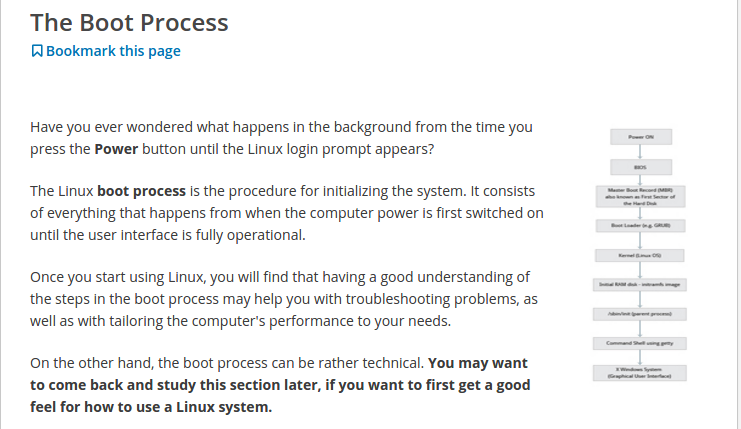 The Boot Process
Bookmark this page
Have you ever wondered what happens in the background from the time you
press the Power button until the Linux login prompt appears?
The Linux boot process is the procedure for initializing the system. It consists
of everything that happens from when the computer power is first switched on
until the user interface is fully operational.
Once you start using Linux, you will find that having a good understanding of
the steps in the boot process may help you with troubleshooting problems, as
well as with tailoring the computer's performance to your needs.
On the other hand, the boot process can be rather technical. You may want
to come back and study this section later, if you want to first get a good
feel for how to use a Linux system.
Power ON
BIOS
Master Boot Record (MBR)
also known as First Sector of
the Hard Disk
Boot Loader (e.g. GRUB)
Kernel (Linux OS)
Initial RAM disk - initramfs image
/sbin/init (parent process)
Command Shell using getty
X Windows System
(Graphical User Interface)